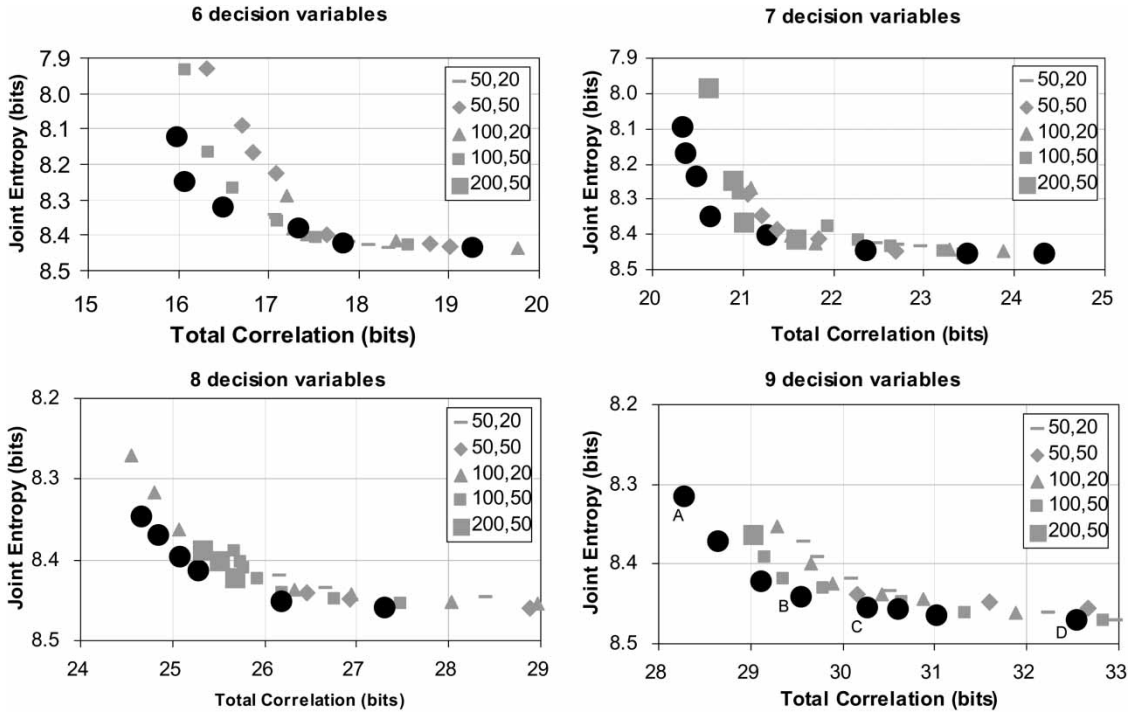 6 decision variables
7.9
8.0
8.1
8.2
8.3
8.4
8.5
Joint Entropy (bits)
50,20
50,50
100,20
100,50
200,50
15 16 17 18 19 20
Total Correlation (bits)
7 decision variables
7.9
8.0
8.1
8.2
8.3
8.4
8.5
Joint Entropy (bits)
50,20
50,50
100,20
100,50
200,50
20 21 22 23 24 25
Total Correlation (bits)
8 decision variables
8.2
8.3
8.4
8.5
Joint Entropy (bits)
50,20
50,50
100,20
100,50
200,50
24 25 26 27 28 29
Total Correlation (bits)
9 decision variables
8.2
8.3
8.4
8.5
Joint Entropy (bits)
50,20
50,50
100,20
100,50
200,50
A
B
C
D
28 29 30 31 32 33
Total Correlation (bits)